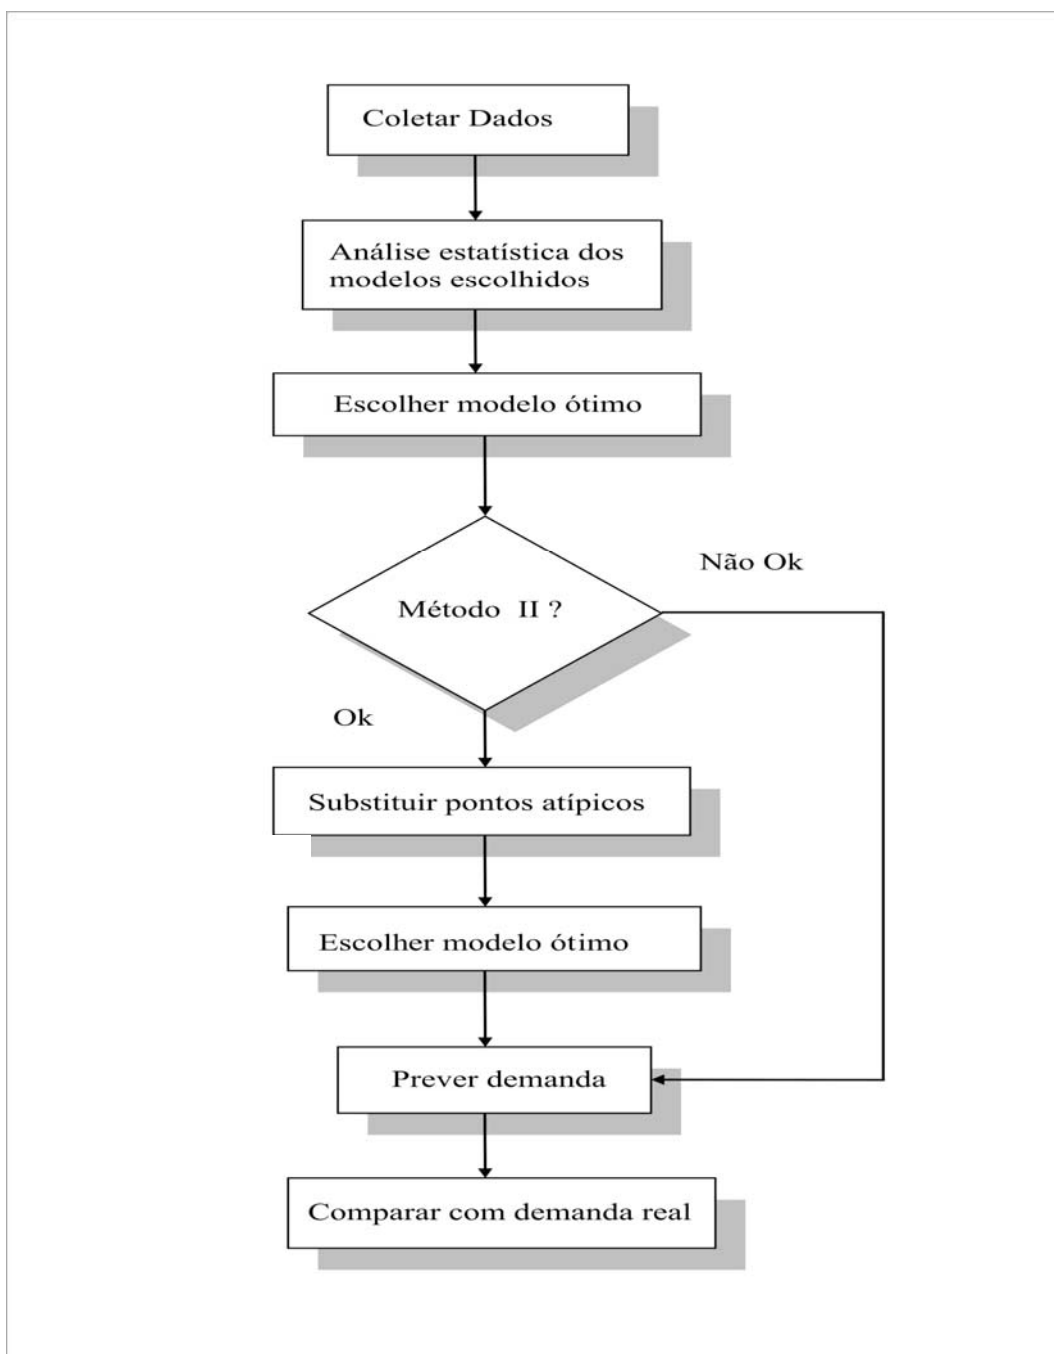 Coletar Dados
Análise estatística dos
modelos escolhidos
Escolher modelo ótimo
Não Ok
Método II ?
Ok
Substituir pontos atípicos
Escolher modelo ótimo
Prever demanda
Comparar com demanda real